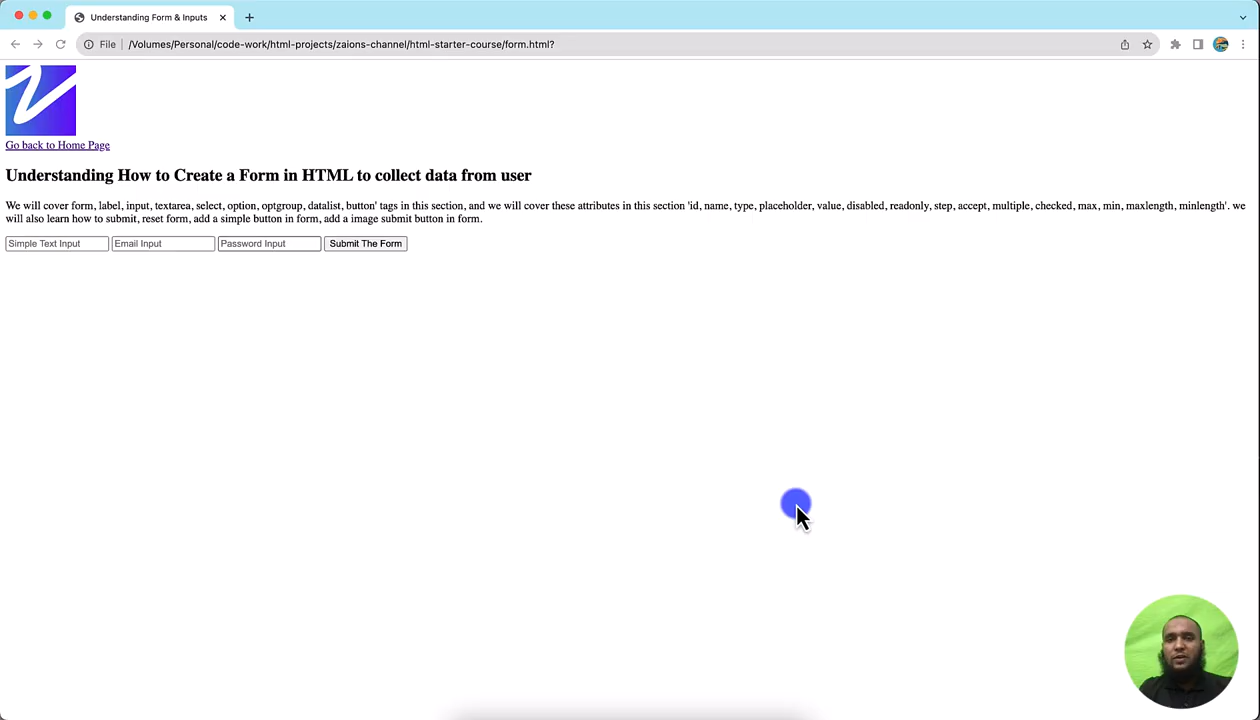 Understanding Form & Inputs
File
/Volumes/Personal/code-work/html-projects/zaions-channel/html-starter-course/form.html?
Go back to Home Page
Understanding How to Create a Form in HTML to collect data from user
We will cover form, label, input, textarea, select, option, optgroup, datalist, button' tags in this section, and we will cover these attributes in this section 'id, name, type, placeholder, value, disabled, readonly, step, accept, multiple, checked, max, min, maxlength, minlength'. we
will also learn how to submit, reset form, add a simple button in form, add a image submit button in form.
Simple Text Input Email Input Password Input Submit The Form